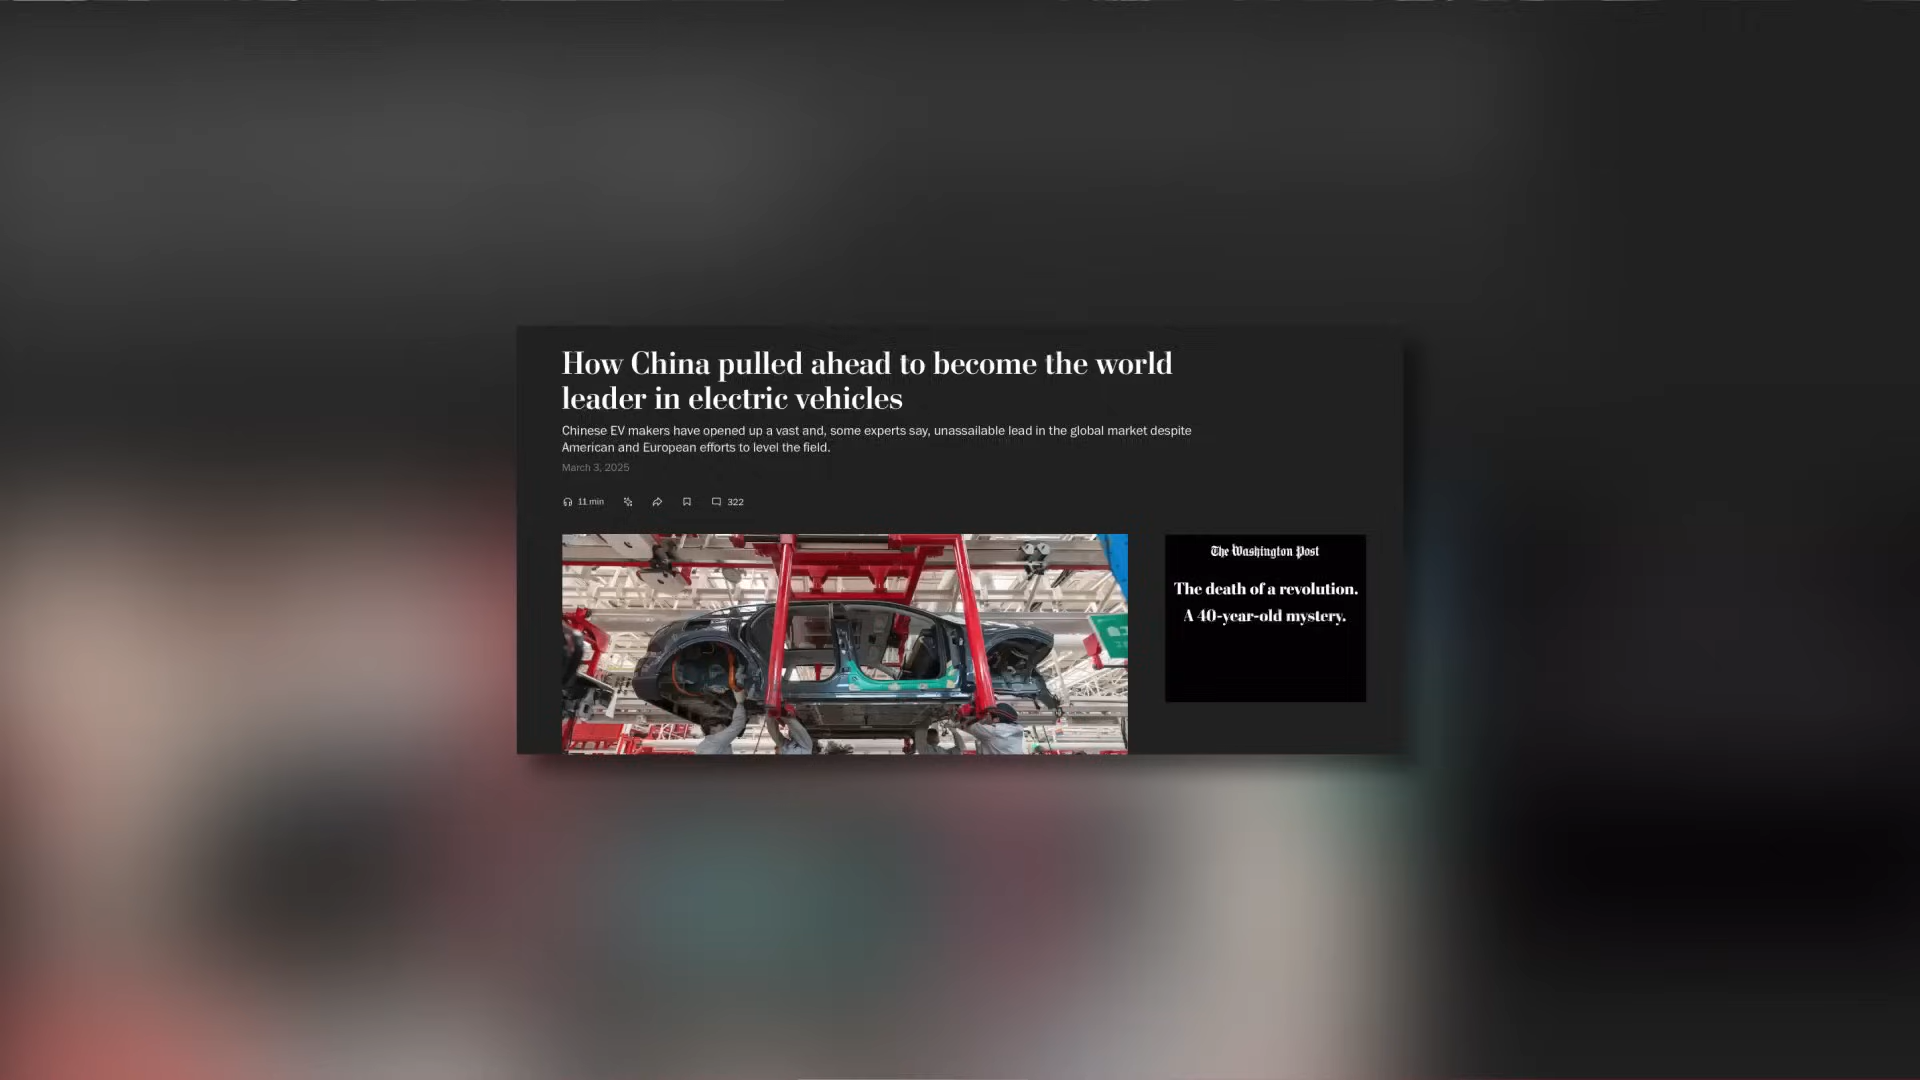 How China pulled ahead to become the world
leader in electric vehicles
Chinese EV makers have opened up a vast and, some experts say, unassailable lead in the global market despite
American and European efforts to level the field.
March 3, 2025
11 min
322
The Washington Post
The death of a revolution.
A 40-year-old mystery.